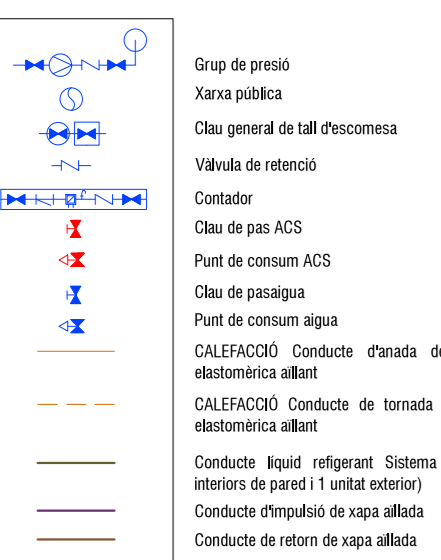 Grup de presió
Xarxa pública
Clau general de tall d'escomesa
Vàlvula de retenció
Contador
Clau de pas ACS
Punt de consum ACS
Clau de pasaigua
Punt de consum aigua
CALEFACCIÓ Conducte d'anada de
elastomèrica aïllant
CALEFACCIÓ Conducte de tornada
elastomèrica aïllant
Conducte líquid refigerant Sistema
interiors de pared i 1 unitat exterior)
Conducte d'impulsió de xapa aïllada
Conducte de retorn de xapa aïllada